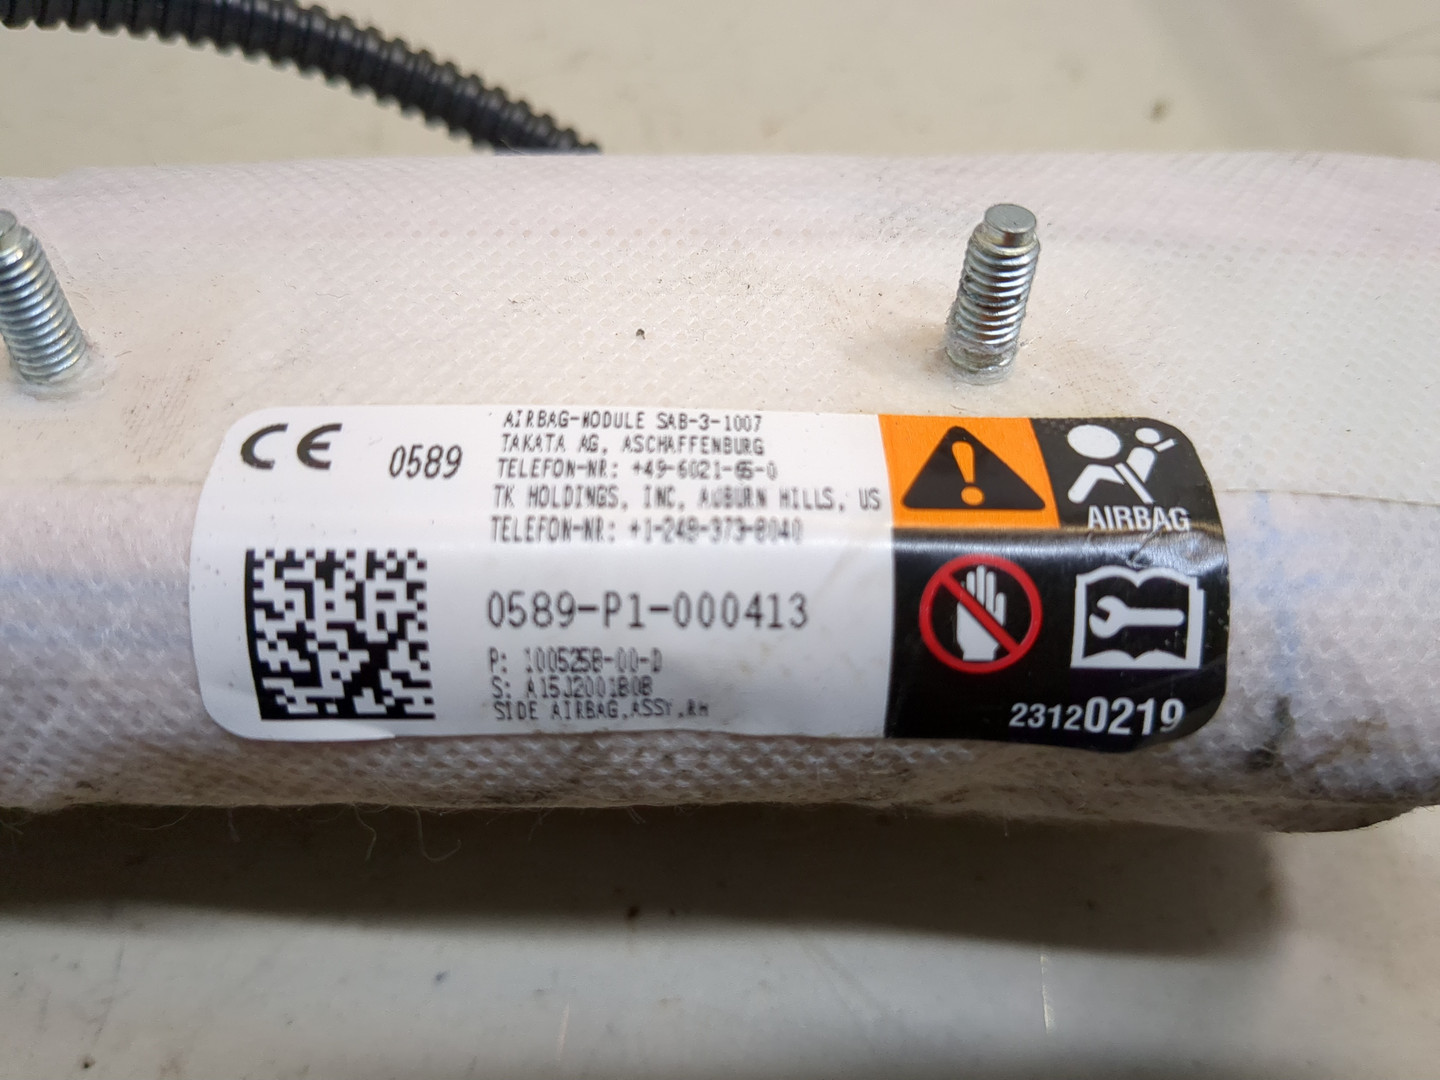 CE
0589
AIRBAG-MODULE SAB-3-1007
TAKATA AG, ASCHAFFENBURG
TELEFON-NR: +49-6021-65-0
TK HOLDINGS, INC, AUBURN HILLS, US
TELEFON-NR: +1-248-373-8040
0589-P1-000413
P: 1005258-00-D
S: A15J2001808
SIDE AIRBAG,ASSY,RH
AIRBAG
23120219